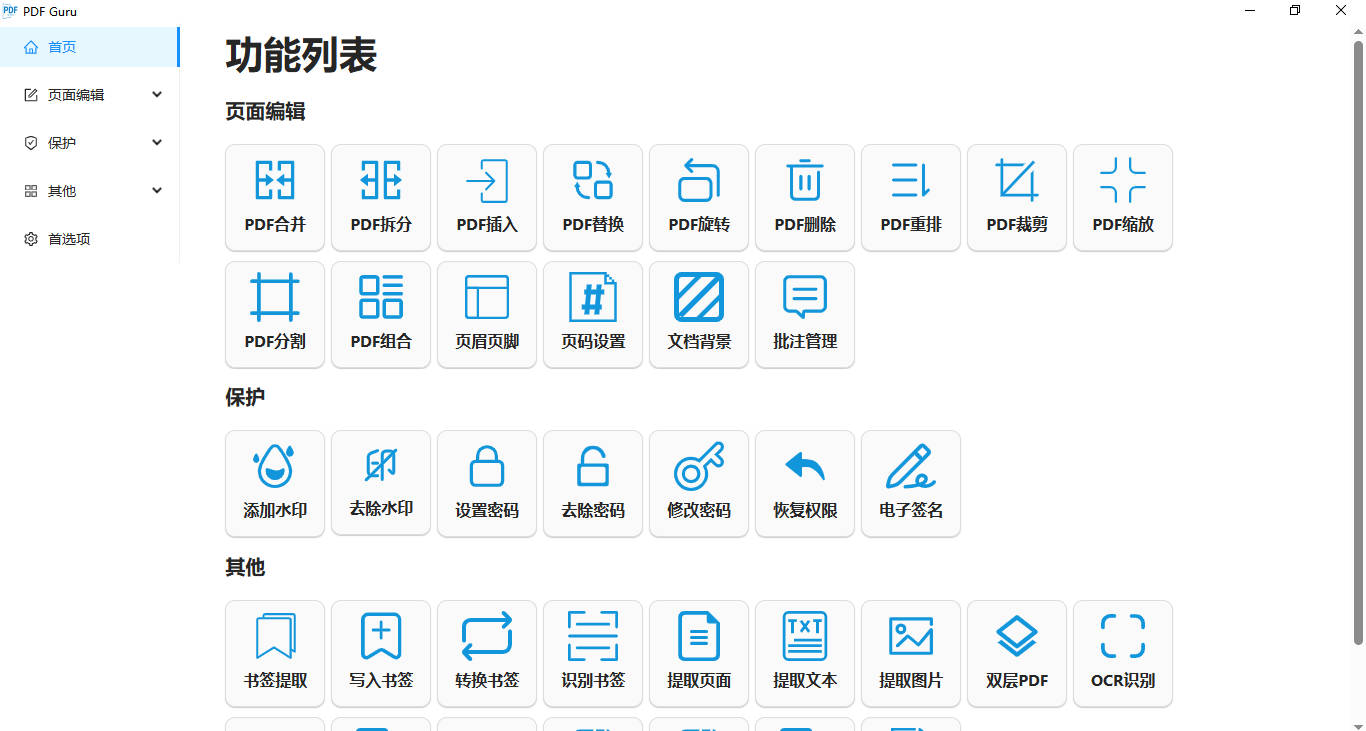 PDF PDF Guru
首页
页面编辑
保护
其他
首选项
功能列表
页面编辑
PDF合并 PDF拆分 PDF插入 PDF替换 PDF旋转 PDF删除 PDF重排 PDF裁剪 PDF缩放
#
PDF分割 PDF组合 页眉页脚 页码设置 文档背景 批注管理
保护
添加水印 去除水印 设置密码 去除密码 修改密码 恢复权限 电子签名
其他
TXT
书签提取 写入书签 转换书签 识别书签 提取页面 提取文本 提取图片 双层PDF OCR识别